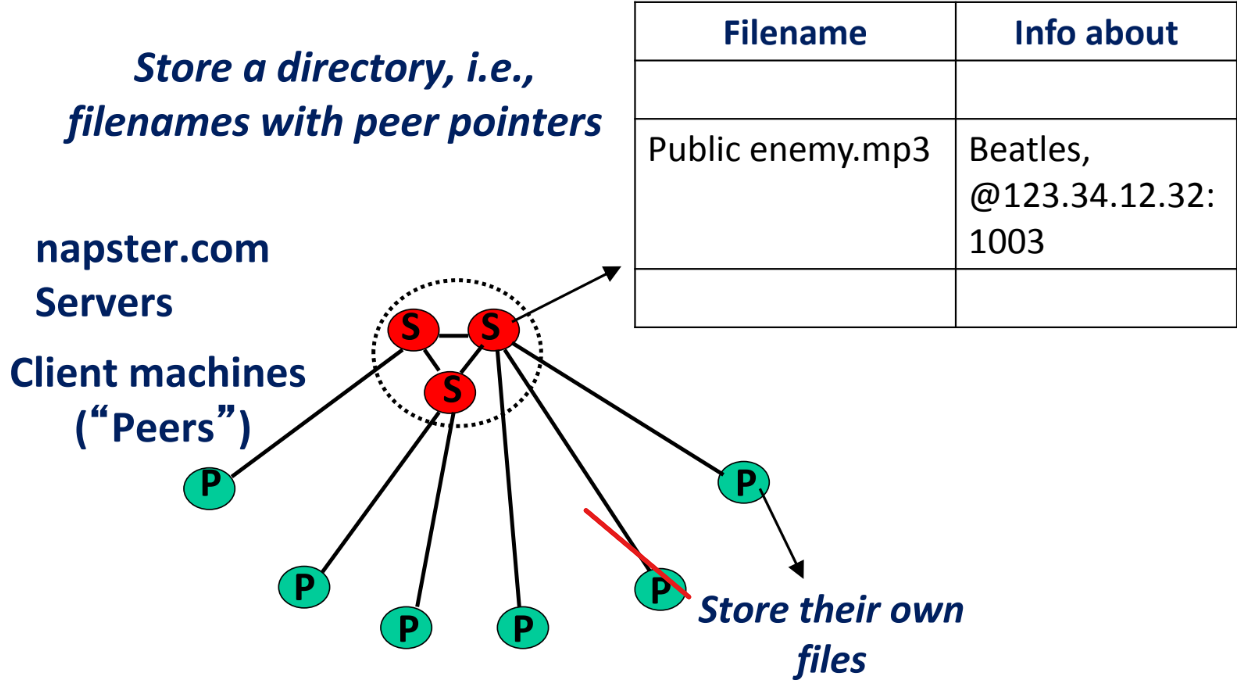 Store a directory, i.e.,
filenames with peer pointers
Filename
Info about
Public enemy.mp3
Beatles,
@123.34.12.32:
1003
napster.com
Servers
Client machines
(“Peers”)
S
S
S
P
P
P
P
P
P
Store their own
files